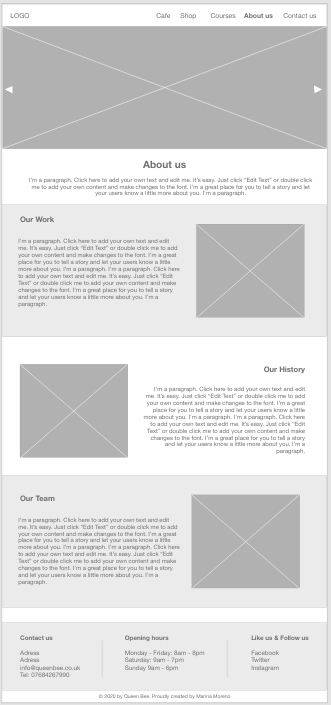 LOGO Cafe Shop Courses About us Contact us
About us
I'm a paragraph. Click here to add your own text and edit me. It's easy. Just click "Edit Text" or double click
me to add your own content and make changes to the font. I'm a great place for you to tell a story and let
your users know a little more about you. I'm a paragraph.
Our Work
I'm a paragraph. Click here to add your own text and edit
me. It's easy. Just click "Edit Text" or double click me to add
your own content and make changes to the font. I'm a great
place for you to tell a story and let your users know a little
more about you. I'm a paragraph. I'm a paragraph. Click here
to add your own text and edit me. It's easy. Just click "Edit
Text" or double click me to add your own content and make
changes to the font. I'm a great place for you to tell a story
and let your users know a little more about you. I'm a
paragraph.
Our History
I'm a paragraph. Click here to add your own text and edit
me. It's easy. Just click "Edit Text" or double click me to add
your own content and make changes to the font. I'm a great
place for you to tell a story and let your users know a little
more about you. I'm a paragraph. I'm a paragraph. Click here
to add your own text and edit me. It's easy. Just click "Edit
Text" or double click me to add your own content and make
changes to the font. I'm a great place for you to tell a story
and let your users know a little more about you. I'm a
paragraph.
Our Team
I'm a paragraph. Click here to add your own text and edit
me. It's easy. Just click "Edit Text" or double click me to add
your own content and make changes to the font. I'm a great
place for you to tell a story and let your users know a little
more about you. I'm a paragraph. I'm a paragraph. Click here
to add your own text and edit me. It's easy. Just click "Edit
Text" or double click me to add your own content and make
changes to the font. I'm a great place for you to tell a story
and let your users know a little more about you. I'm a
paragraph.
Contact us
Adress
Adress
info@queenbee.co.uk
Tel: 07684267990
Opening hours
Monday - Friday: 8am - 8pm
Saturday: 9am - 7pm
Sunday 9am - 6pm
Like us & Follow us
Facebook
Twitter
Instagram
© 2020 by Queen Bee. Proudly created by Marina Moreno